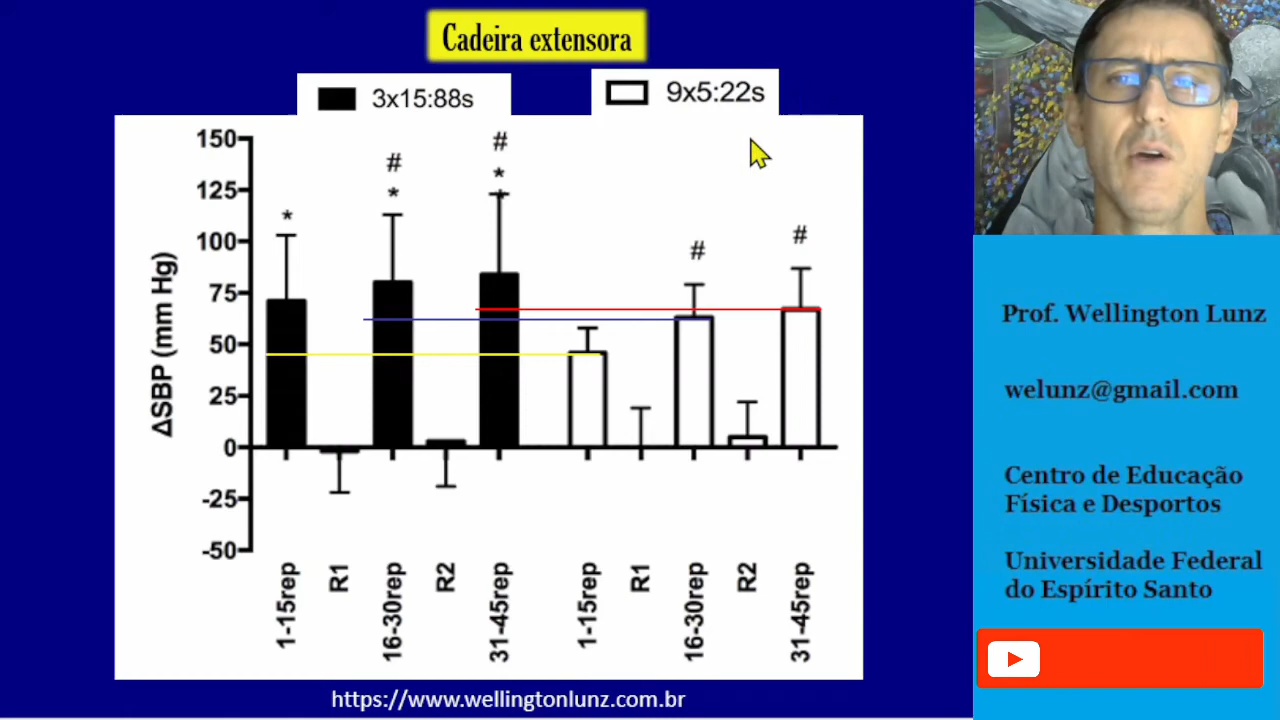 Cadeira extensora
3x15:88s
9x5:22s
150
125
100
75
50
25
0
-25
-50
ΔSBP (mm Hg)
*
#
*
#
*
#
#
1-15rep
R1
16-30rep
R2
31-45rep
1-15rep
R1
16-30rep
R2
31-45rep
https://www.wellingtonlunz.com.br
Prof. Wellington Lunz
welunz@gmail.com
Centro de Educação
Física e Desportos
Universidade Federal
do Espírito Santo